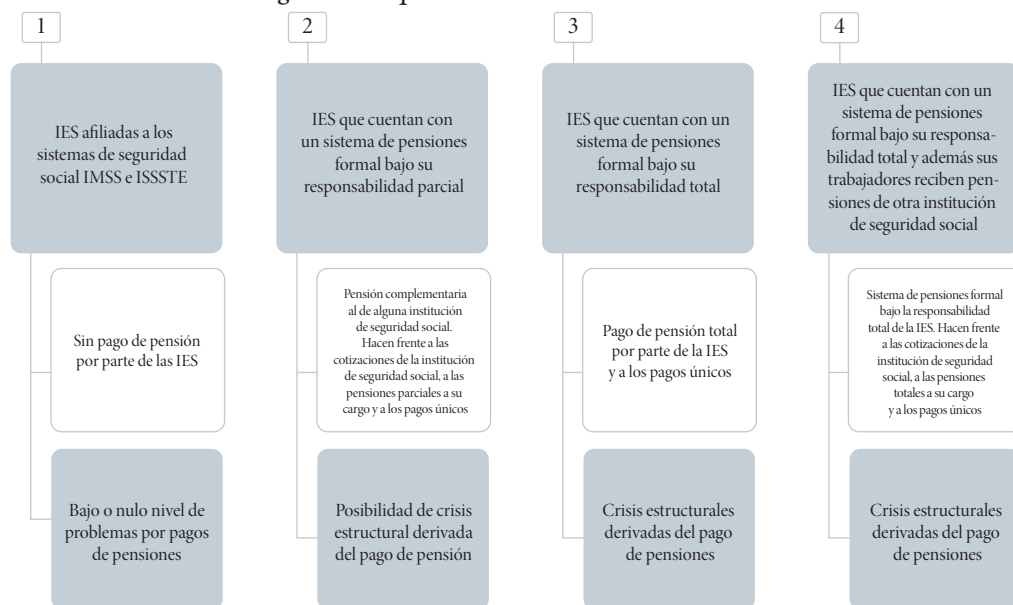 1
IES afiliadas a los
sistemas de seguridad
social IMSS e ISSSTE
Sin pago de pensión
por parte de las IES
Bajo o nulo nivel de
problemas por pagos
de pensiones
2
IES que cuentan con
un sistema de pensiones
formal bajo su
responsabilidad parcial
Pensión complementaria
al de alguna institución
de seguridad social.
Hacen frente a las
cotizaciones de la institución
de seguridad social, a las
pensiones parciales a su
cargo y a los pagos únicos
Posibilidad de crisis
estructural derivada
del pago de pensión
3
IES que cuentan con un
sistema de pensiones
formal bajo su
responsabilidad total
Pago de pensión total
por parte de la IES
y a los pagos únicos
Crisis estructurales
derivadas del pago
de pensiones
4
IES que cuentan con un
sistema de pensiones
formal bajo su responsa-
bilidad total y además sus
trabajadores reciben pen-
siones de otra institución
de seguridad social
Sistema de pensiones formal
bajo la responsabilidad
total de la IES. Hacen frente
a las cotizaciones de la
institución de seguridad
social, a las pensiones
totales a su cargo
y a los pagos únicos
Crisis estructurales
derivadas del pago
de pensiones